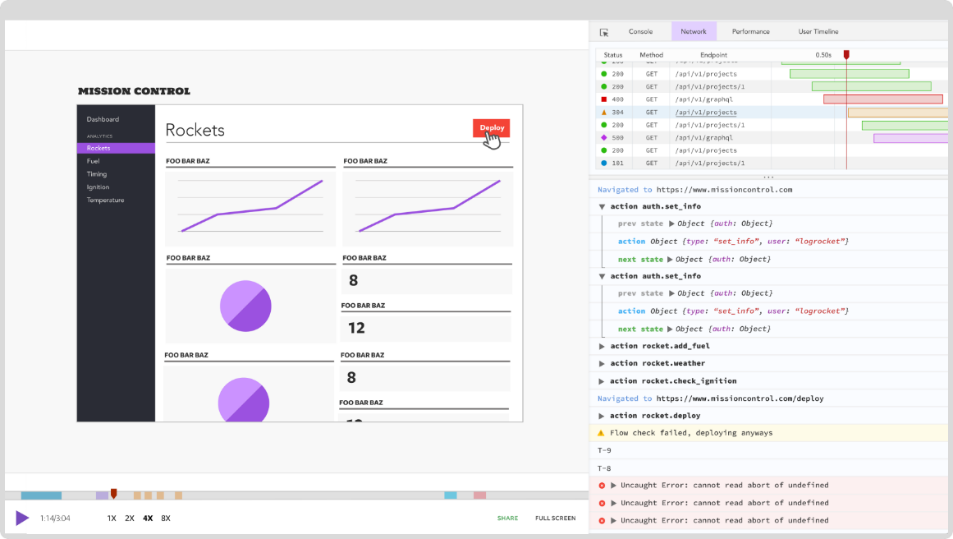 MISSION CONTROL
Dashboard
ANALYTICS
Rockets
Fuel
Timing
Ignition
Temperature
Rockets
Deploy
FOO BAR BAZ
FOO BAR BAZ
FOO BAR BAZ
FOO BAR BAZ
8
FOO BAR BAZ
12
FOO BAR BAZ
FOO BAR BAZ
8
FOO BAR BAZ
1:14/3:04
1X 2X 4X 8X
SHARE
FULL SCREEN
Console Network Performance User Timeline
Status Method Endpoint 0.50s
200 GET /api/v1/projects
200 GET /api/v1/projects/1
400 GET /api/v1/graphql
304 GET /api/v1/projects
200 GET /api/v1/projects/1
500 GET /api/v1/graphql
200 GET /api/v1/projects
101 GET /api/v1/projects/1
Navigated to https://www.missioncontrol.com
▼ action auth.set_info
prev state ▶ Object {auth: Object}
action Object {type: “set_info”, user: “logrocket”}
next state ▶ Object {auth: Object}
▼ action auth.set_info
prev state ▶ Object {auth: Object}
action Object {type: “set_info”, user: “logrocket”}
next state ▶ Object {auth: Object}
▶ action rocket.add_fuel
▶ action rocket.weather
▶ action rocket.check_ignition
Navigated to https://www.missioncontrol.com/deploy
▶ action rocket.deploy
Flow check failed, deploying anyways
T-9
T-8
▶ Uncaught Error: cannot read abort of undefined
▶ Uncaught Error: cannot read abort of undefined
▶ Uncaught Error: cannot read abort of undefined